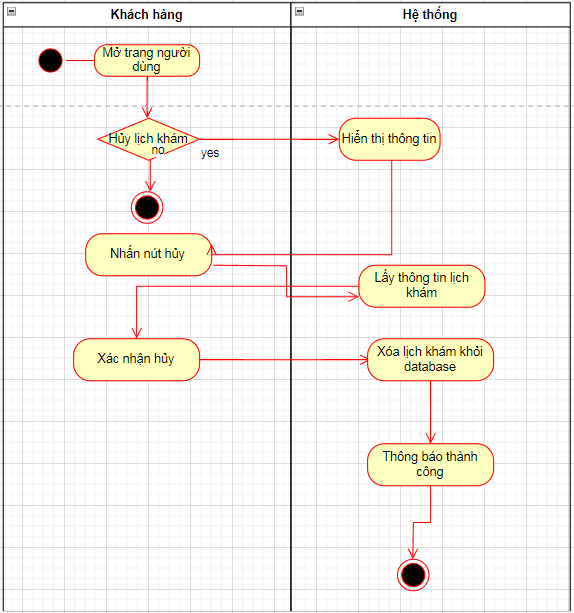 Khách hàng
Hệ thống
Mở trang người
dùng
Hủy lịch khám
no
yes
Hiển thị thông tin
Nhấn nút hủy
Lấy thông tin lịch
khám
Xác nhận hủy
Xóa lịch khám khỏi
database
Thông báo thành
công